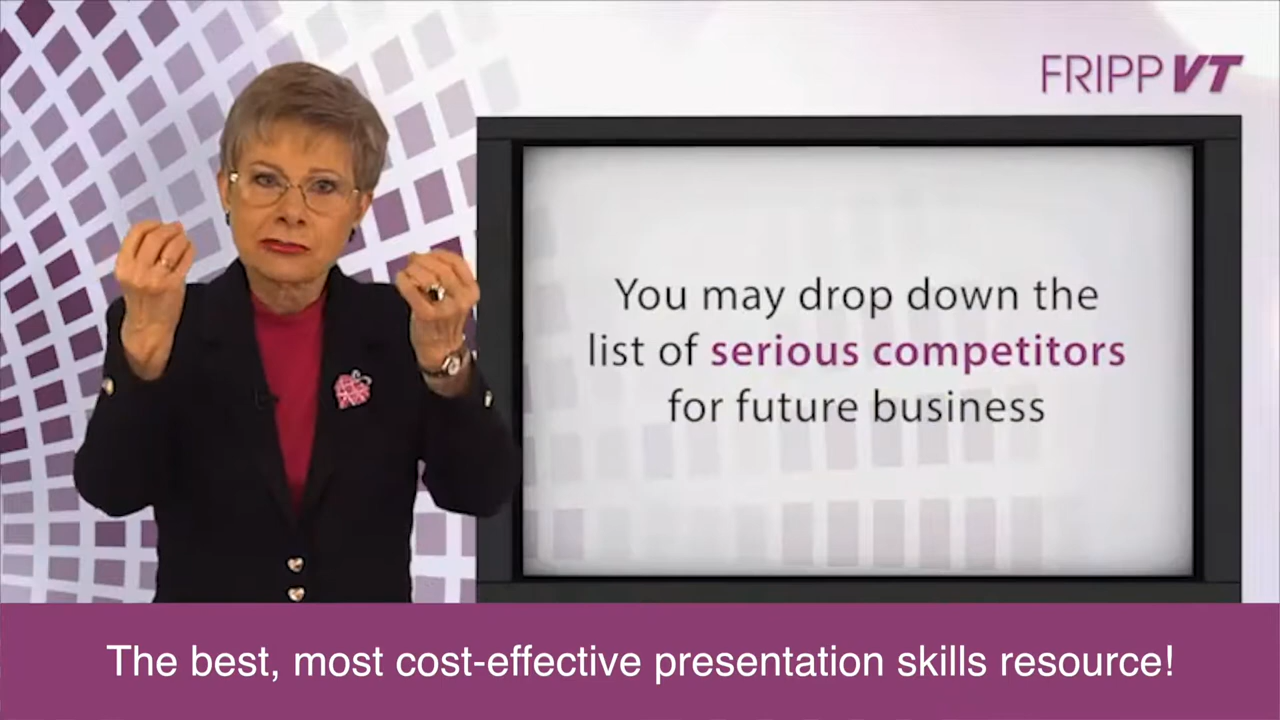 FRIPP VT
You may drop down the
list of serious competitors
for future business
The best, most cost-effective presentation skills resource!